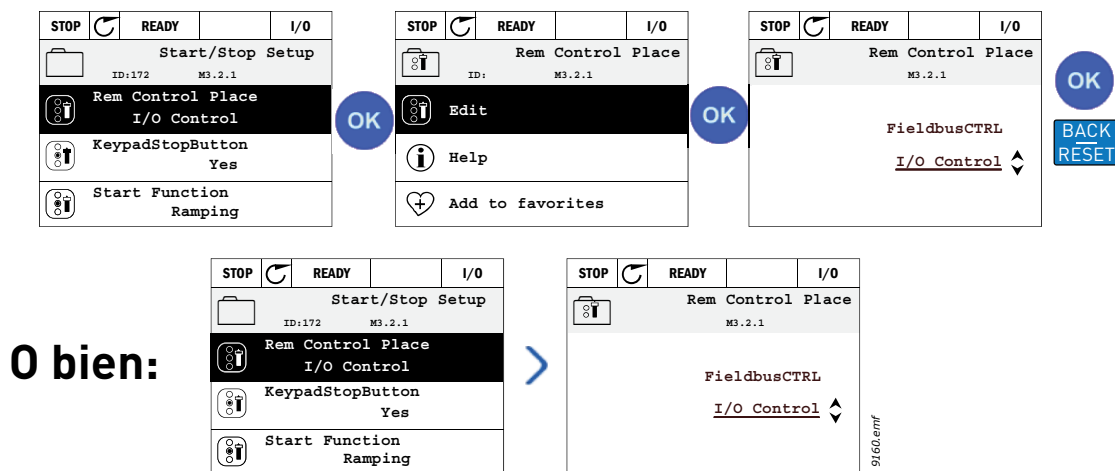 STOP READY I/O
Start/Stop Setup
ID:172 M3.2.1
Rem Control Place
I/O Control
KeypadStopButton
Yes
Start Function
Ramping
OK
STOP READY I/O
Rem Control Place
ID: M3.2.1
Edit
Help
Add to favorites
OK
STOP READY I/O
Rem Control Place
M3.2.1
FieldbusCTRL
I/O Control
OK
BACK
RESET
O bien:
STOP READY I/O
Start/Stop Setup
ID:172 M3.2.1
Rem Control Place
I/O Control
KeypadStopButton
Yes
Start Function
Ramping
STOP READY I/O
Rem Control Place
M3.2.1
FieldbusCTRL
I/O Control
9160.emf